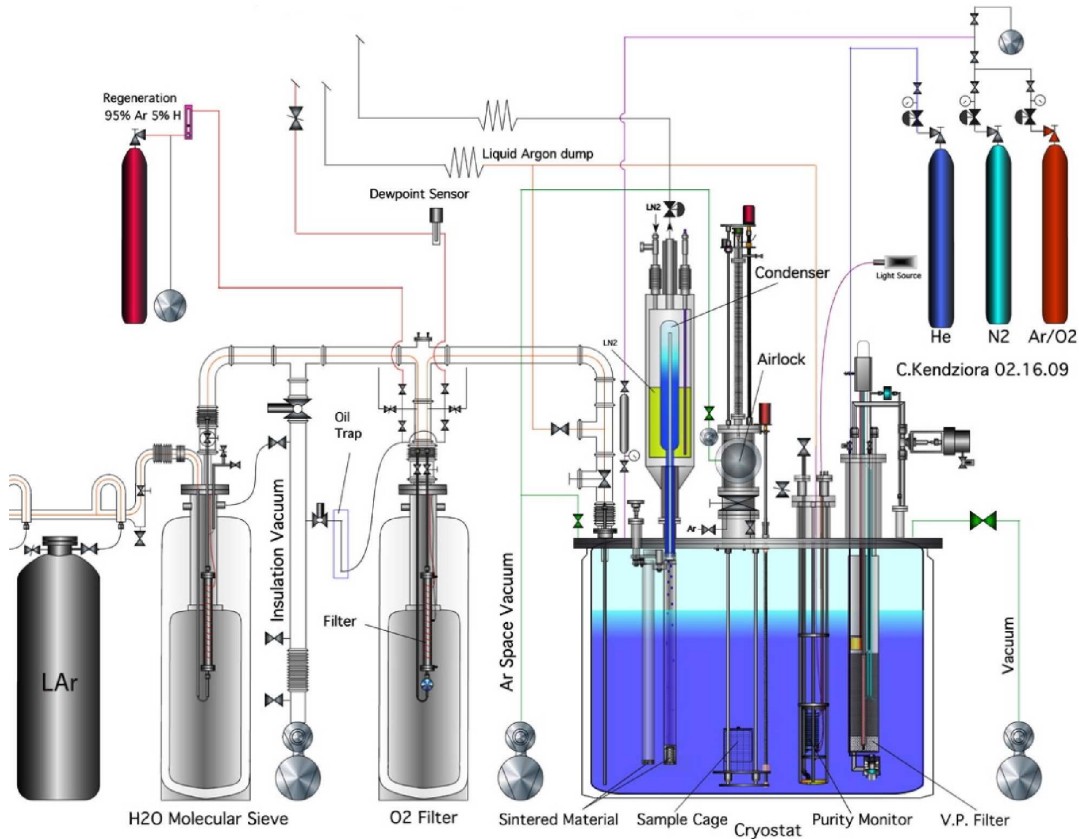 Regeneration
95% Ar 5% H
Liquid Argon dump
Dewpoint Sensor
LN2
Condenser
Light Source
He
N2
Ar/O2
C.Kendziora 02.16.09
LN2
Airlock
Oil
Trap
Insulation Vacuum
Ar
Filter
Ar Space Vacuum
Vacuum
LAr
H2O Molecular Sieve
O2 Filter
Sintered Material
Sample Cage
Cryostat
Purity Monitor
V.P. Filter